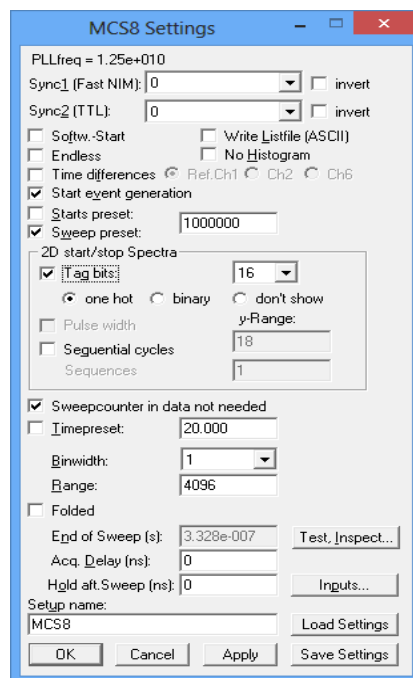 MCS8 Settings
PLLfreq = 1.25e+010
Sync1 (Fast NIM): 0 invert
Sync2 (TTL): 0 invert
Softw.-Start Write Listfile (ASCII)
Endless No Histogram
Time differences Ref.Ch1 Ch2 Ch6
Start event generation
Starts preset:
1000000
Sweep preset:
2D start/stop Spectra
Tag bits: 16
one hot binary don't show
Pulse width y-Range:
18
Sequential cycles
Sequences 1
Sweepcounter in data not needed
Timepreset: 20.000
Binwidth: 1
Range: 4096
Folded
End of Sweep (s): 3.328e-007 Test, Inspect...
Acq. Delay (ns): 0
Hold aft.Sweep (ns): 0 Inputs...
Setup name:
MCS8 Load Settings
OK Cancel Apply Save Settings